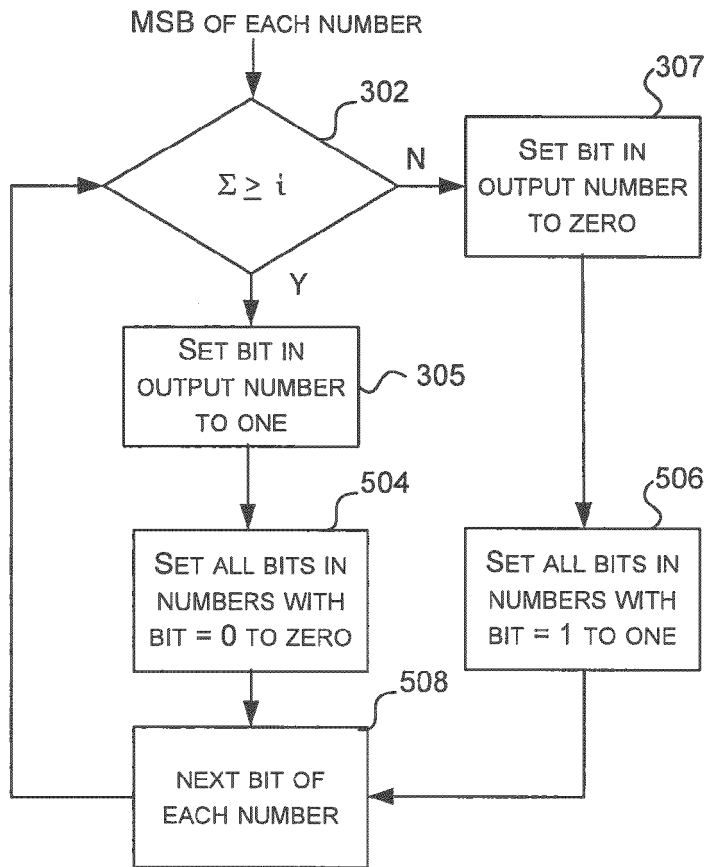 MSB OF EACH NUMBER
302
Σ ≥ i
N
307
SET BIT IN
OUTPUT NUMBER
TO ZERO
Y
SET BIT IN
OUTPUT NUMBER
TO ONE
305
504
SET ALL BITS IN
NUMBERS WITH
BIT = 0 TO ZERO
506
SET ALL BITS IN
NUMBERS WITH
BIT = 1 TO ONE
508
NEXT BIT OF
EACH NUMBER